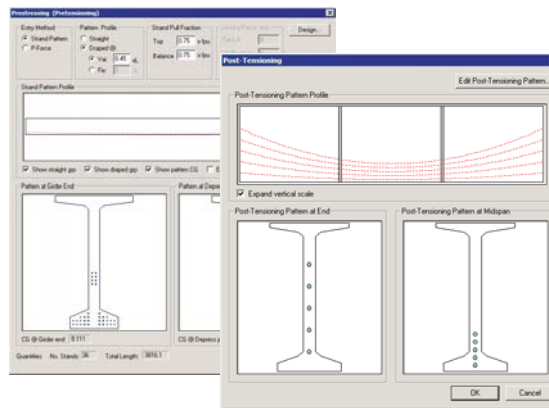 Prestressing (Pretensioning)
Entry Method
Strand Pattern
P-Force
Pattern Profile
Straight
Draped @:
Var. 0.45 xL
Fix:
Strand Pull Fraction
Top: 0.75 x fpu
Balance: 0.75 x fpu
Design...
Strand Pattern Profile
Show straight grp
Show draped grp
Show pattern CG
Pattern at Girder End
CG @ Girder end: 9.111
CG @ Depress
Quantities: No. Strands: 36 Total Length: 3816.1
Post-Tensioning
Edit Post-Tensioning Pattern...
Post-Tensioning Pattern Profile
Expand vertical scale
Post-Tensioning Pattern at End
Post-Tensioning Pattern at Midspan
OK
Cancel